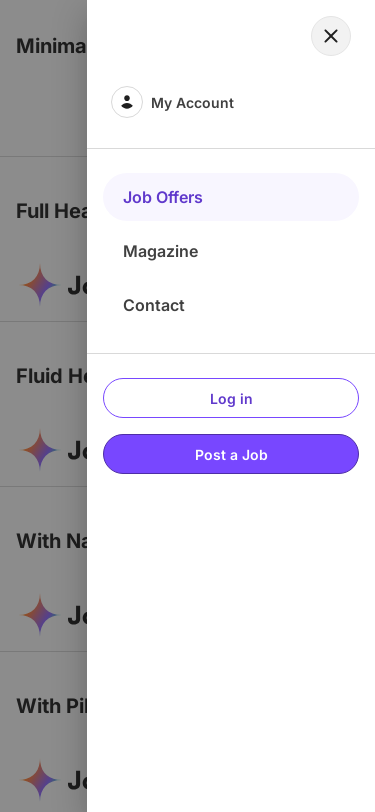 My Account
Job Offers
Magazine
Contact
Log in
Post a Job
Minima
Full Hea
Jo
Fluid He
Jo
With Na
Jo
With Pil
Jo